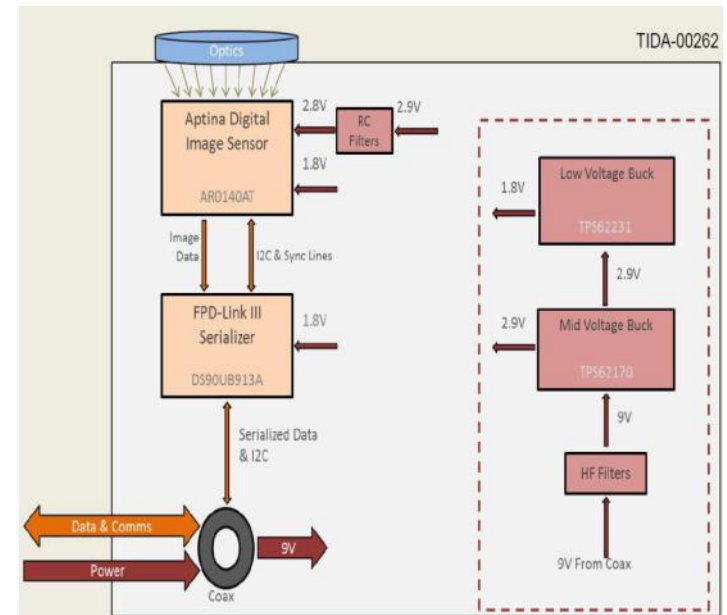 TIDA-00262
Optics
Aptina Digital
Image Sensor
AR0140AT
2.8V
RC
Filters
2.9V
1.8V
Image
Data
I2C & Sync Lines
FPD-Link III
Serializer
DS90UB913A
1.8V
Serialized Data
& I2C
Data & Comms
Power
Coax
9V
Low Voltage Buck
TPS62231
1.8V
2.9V
Mid Voltage Buck
TPS62170
2.9V
9V
HF Filters
9V From Coax